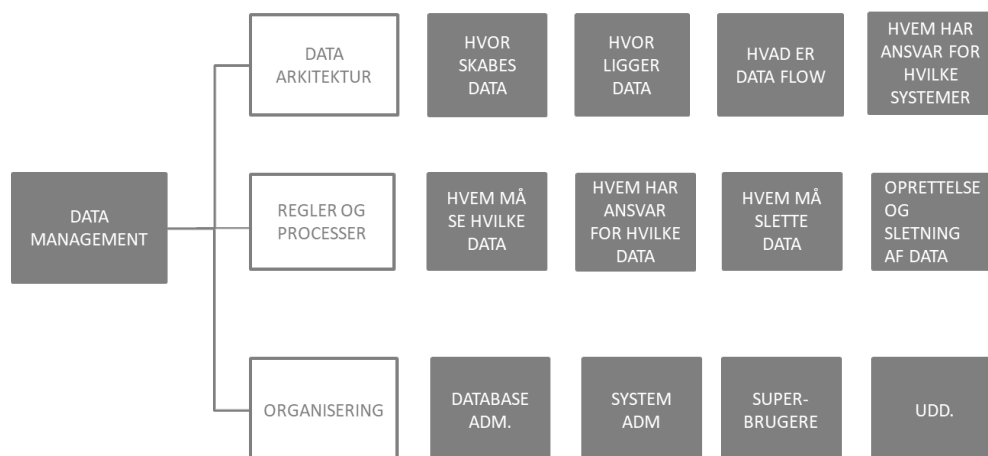 DATA
MANAGEMENT
DATA
ARKITEKTUR
HVOR
SKABES
DATA
HVOR
LIGGER
DATA
HVAD ER
DATA FLOW
HVEM HAR
ANSVAR FOR
HVILKE
SYSTEMER
REGLER OG
PROCESSER
HVEM MÅ
SE HVILKE
DATA
HVEM HAR
ANSVAR
FOR HVILKE
DATA
HVEM MÅ
SLETTE
DATA
OPRETTELSE
OG
SLETNING
AF DATA
ORGANISERING
DATABASE
ADM.
SYSTEM
ADM
SUPER-
BRUGERE
UDD.